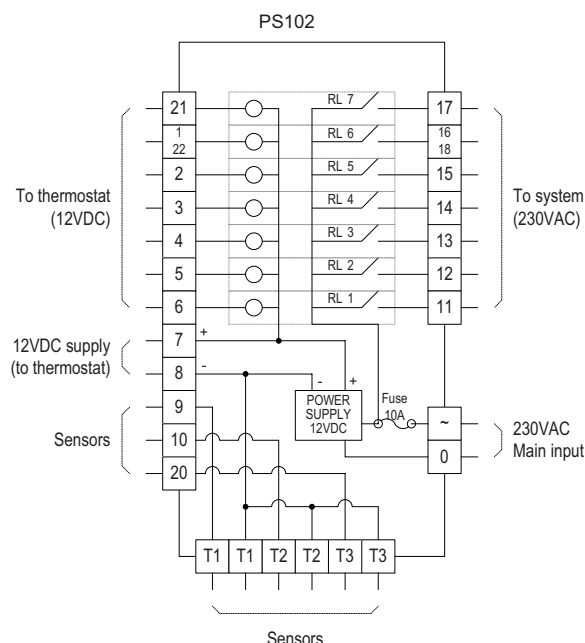 PS102
21 RL 7 17
1 22 RL 6 16 18
2 RL 5 15
To thermostat
(12VDC)
3 RL 4 14
To system
(230VAC)
4 RL 3 13
5 RL 2 12
6 RL 1 11
12VDC supply
(to thermostat)
7 +
8 - - +
POWER
SUPPLY
12VDC
Fuse
10A
~
0
230VAC
Main input
Sensors
9
10
20
T1 T1 T2 T2 T3 T3
Sensors